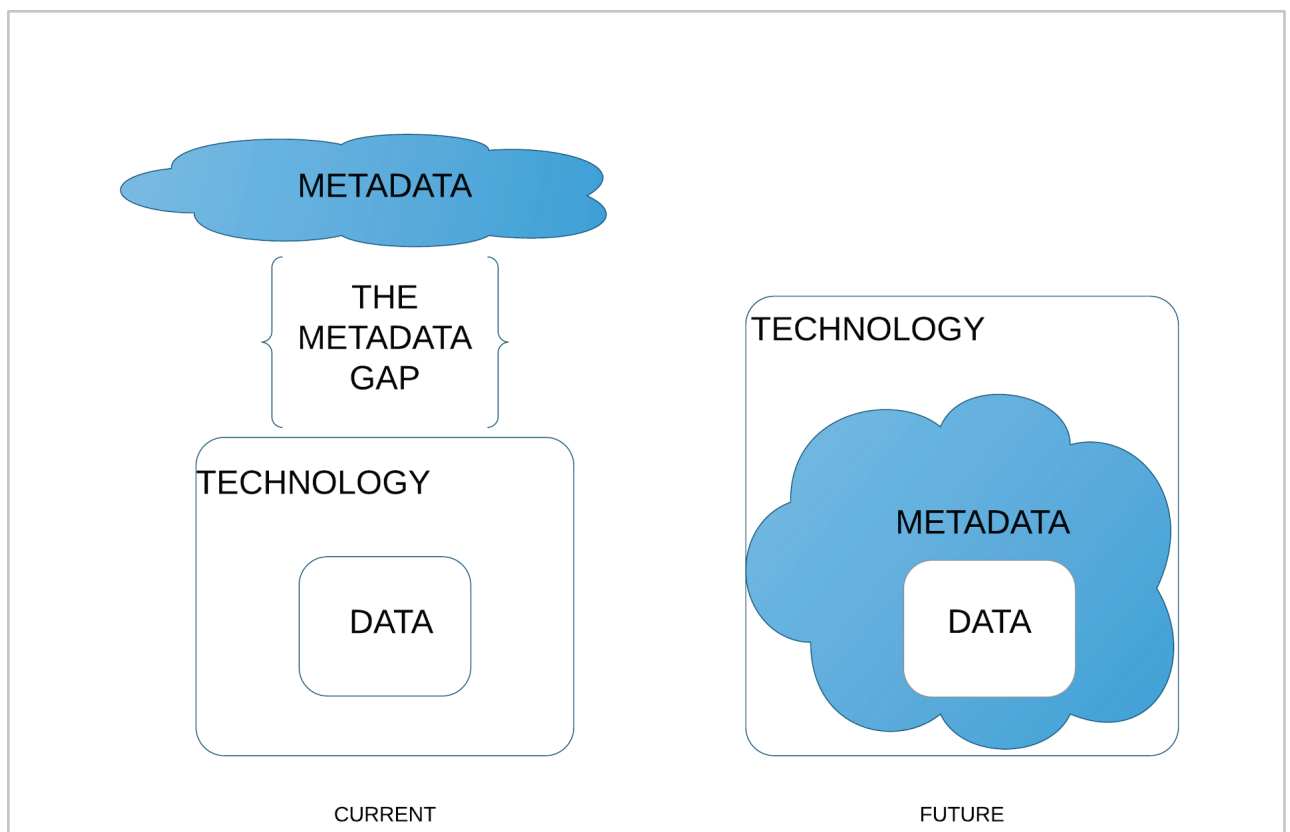 METADATA
THE
METADATA
GAP
TECHNOLOGY
DATA
CURRENT
TECHNOLOGY
METADATA
DATA
FUTURE